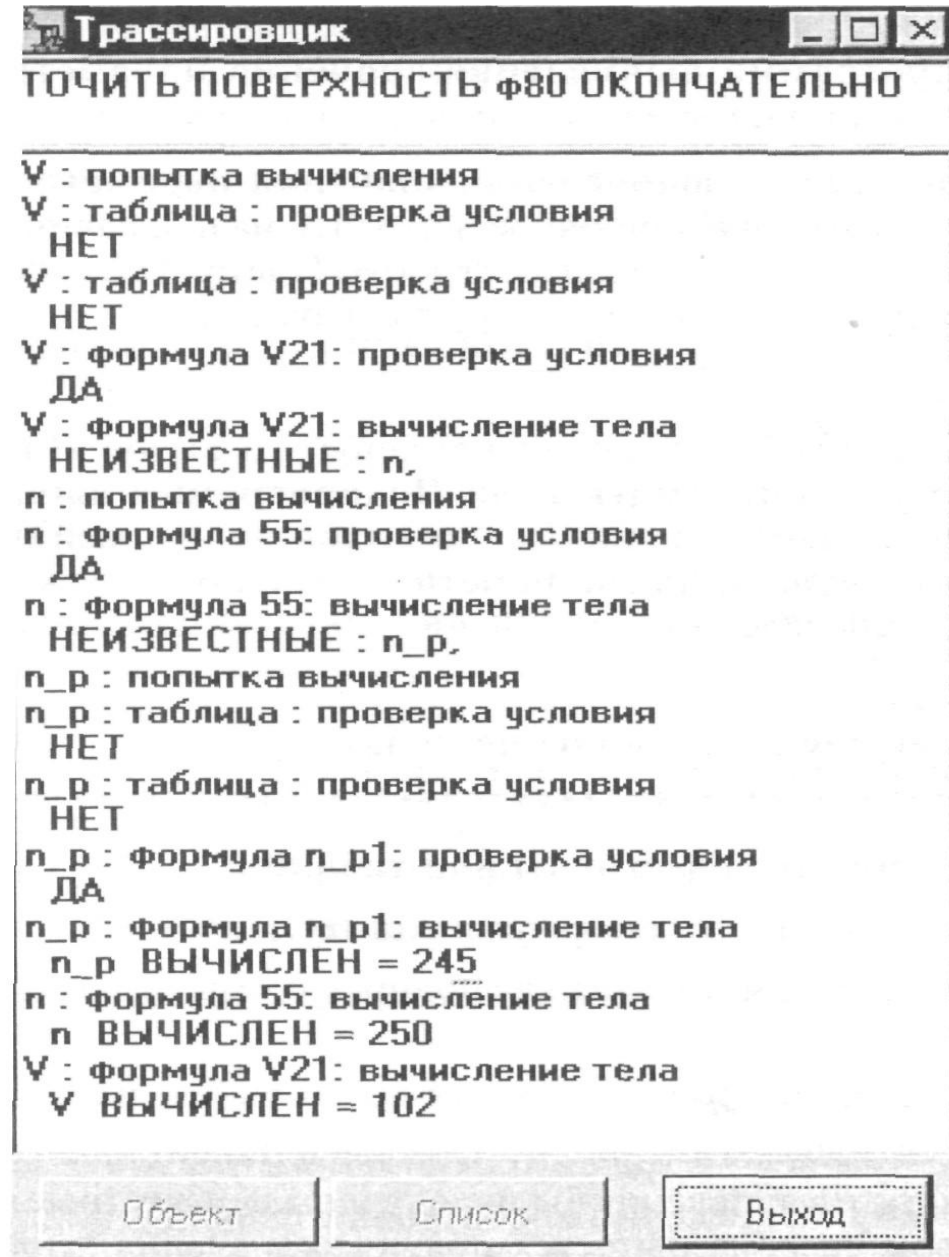 Трассировщик
ТОЧИТЬ ПОВЕРХНОСТЬ ф80 ОКОНЧАТЕЛЬНО
V : попытка вычисления
V : таблица : проверка условия
НЕТ
V : таблица : проверка условия
НЕТ
V : формула V21: проверка условия
ДА
V : формула V21: вычисление тела
НЕИЗВЕСТНЫЕ : n,
n : попытка вычисления
n : формула 55: проверка условия
ДА
n : формула 55: вычисление тела
НЕИЗВЕСТНЫЕ : n_p,
n_p : попытка вычисления
n_p : таблица : проверка условия
НЕТ
n_p : таблица : проверка условия
НЕТ
n_p : формула n_p1: проверка условия
ДА
n_p : формула n_p1: вычисление тела
n_p ВЫЧИСЛЕН = 245
n : формула 55: вычисление тела
n ВЫЧИСЛЕН = 250
V : формула V21: вычисление тела
V ВЫЧИСЛЕН = 102
Объект Список Выход